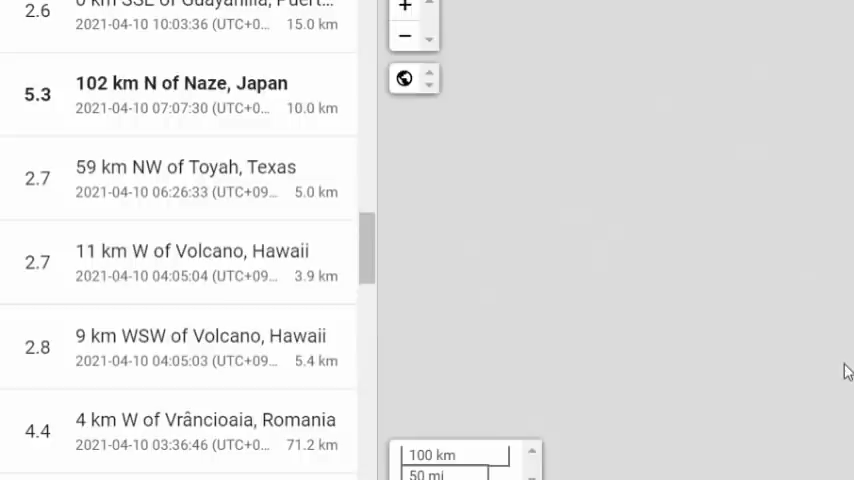 2.6
km SSE of Guayanilla, Puert...
2021-04-10 10:03:36 (UTC+0... 15.0 km
5.3
102 km N of Naze, Japan
2021-04-10 07:07:30 (UTC+0... 10.0 km
2.7
59 km NW of Toyah, Texas
2021-04-10 06:26:33 (UTC+09... 5.0 km
2.7
11 km W of Volcano, Hawaii
2021-04-10 04:05:04 (UTC+09... 3.9 km
2.8
9 km WSW of Volcano, Hawaii
2021-04-10 04:05:03 (UTC+09... 5.4 km
4.4
4 km W of Vrâncioaia, Romania
2021-04-10 03:36:46 (UTC+0... 71.2 km
+
−
100 km
50 mi